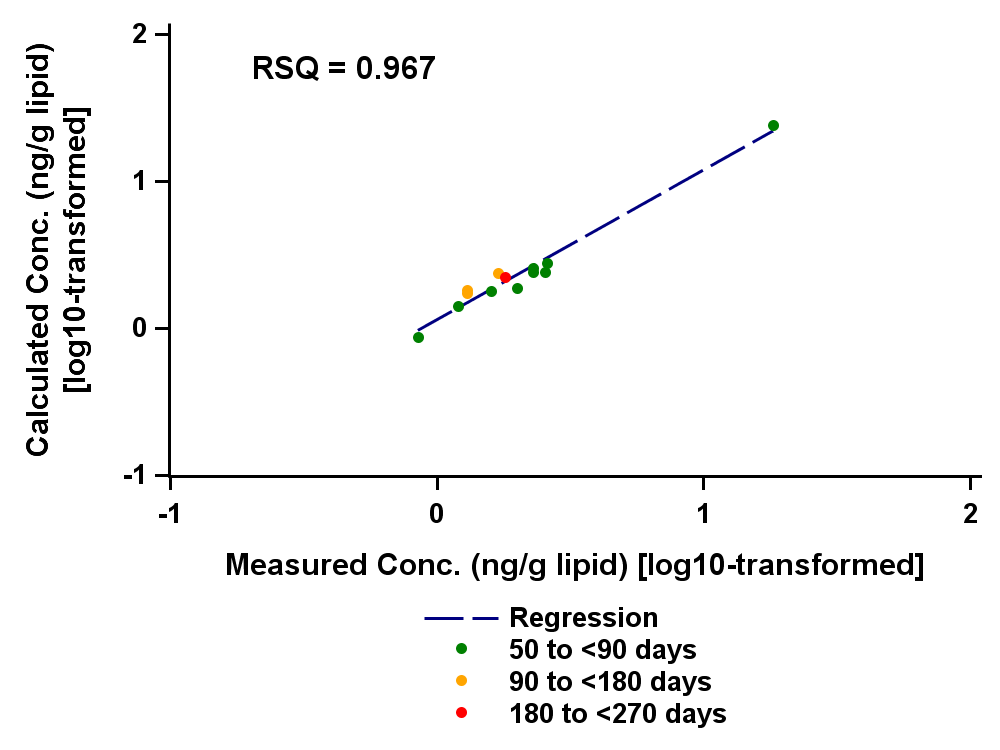 2
RSQ = 0.967
1
0
-1
Calculated Conc. (ng/g lipid)
[log10-transformed]
-1
0
1
2
Measured Conc. (ng/g lipid) [log10-transformed]
Regression
50 to <90 days
90 to <180 days
180 to <270 days